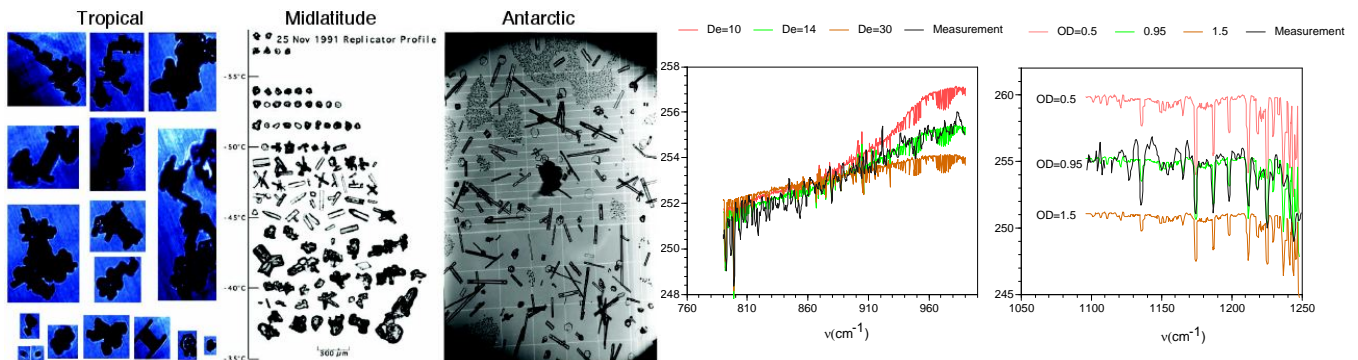 Tropical
Midlatitude
Antarctic
25 Nov 1991 Replicator Profile
-55°C
-50°C
-45°C
-40°C
-35°C
300 μm
De=10
De=14
De=30
Measurement
258
256
254
252
250
248
760
810
860
910
960
ν(cm-1)
OD=0.5
0.95
1.5
Measurement
260
255
250
245
OD=0.5
OD=0.95
OD=1.5
1050
1100
1150
1200
1250
ν(cm-1)